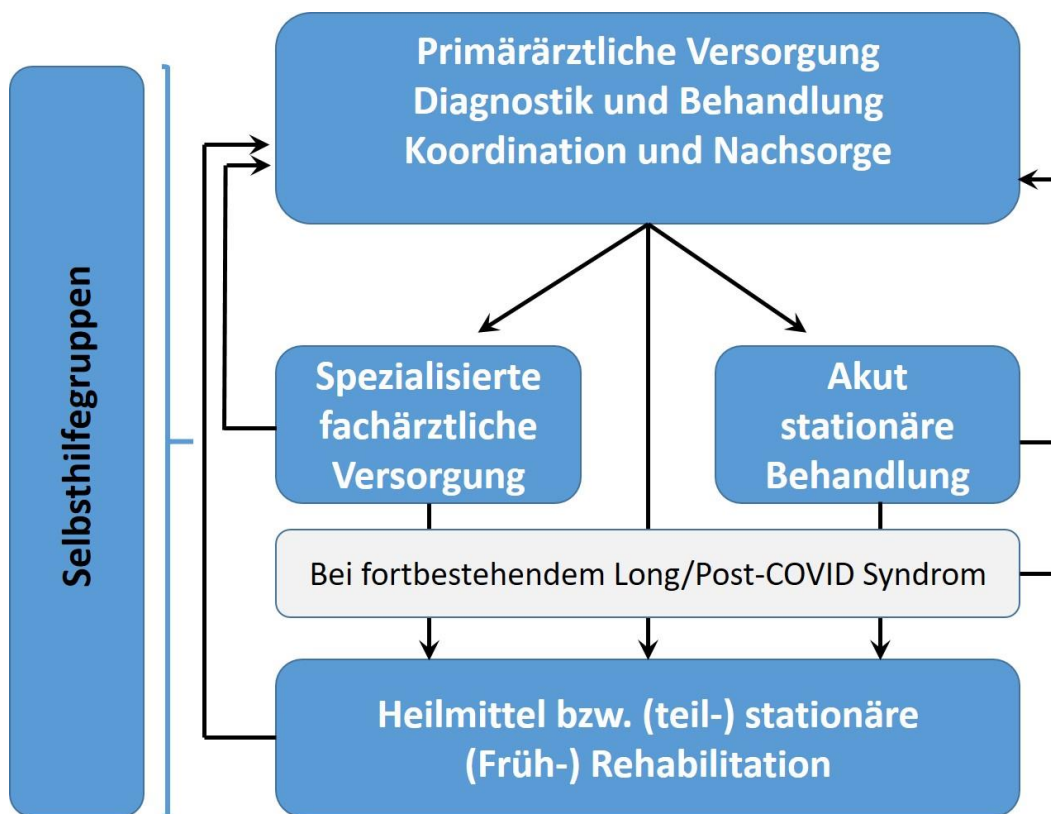 Selbsthilfegruppen
Primärärztliche Versorgung
Diagnostik und Behandlung
Koordination und Nachsorge
Spezialisierte
fachärztliche
Versorgung
Akut
stationäre
Behandlung
Bei fortbestehendem Long/Post-COVID Syndrom
Heilmittel bzw. (teil-) stationäre
(Früh-) Rehabilitation